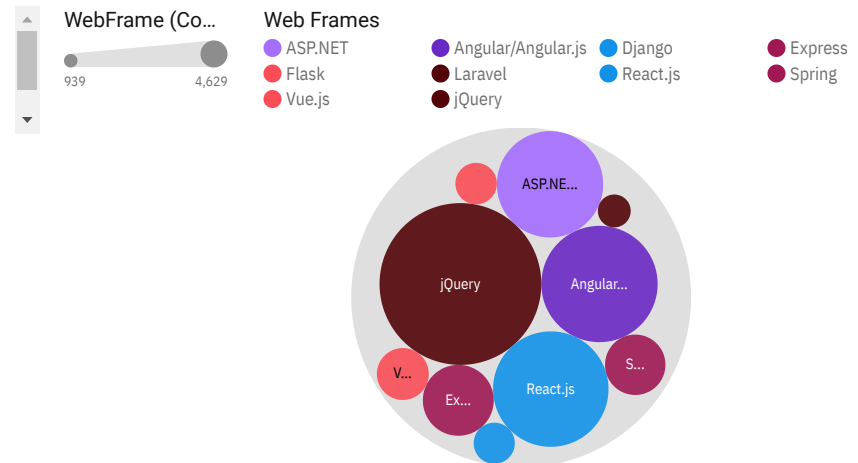 WebFrame (Co...
939
4,629
Web Frames
ASP.NET
Angular/Angular.js
Django
Express
Flask
Laravel
React.js
Spring
Vue.js
jQuery
ASP.NE...
jQuery
Angular...
S...
V...
React.js
Ex...